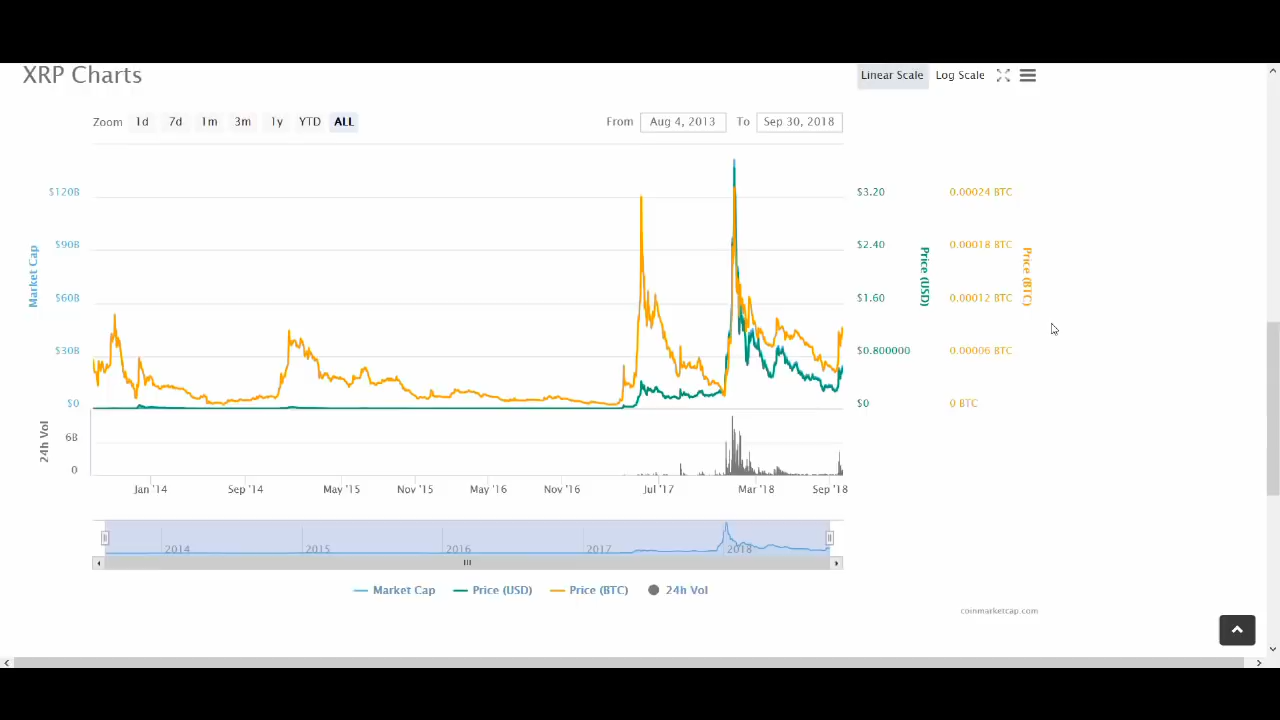 XRP Charts
Linear Scale Log Scale
Zoom 1d 7d 1m 3m 1y YTD ALL
From Aug 4, 2013 To Sep 30, 2018
$120B $3.20 0.00024 BTC
$90B $2.40 0.00018 BTC
Market Cap Price (USD) Price (BTC)
$60B $1.60 0.00012 BTC
$30B $0.800000 0.00006 BTC
$0 $0 0 BTC
24h Vol
6B
0
Jan '14 Sep '14 May '15 Nov '15 May '16 Nov '16 Jul '17 Mar '18 Sep '18
2014 2015 2016 2017 2018
Market Cap Price (USD) Price (BTC) 24h Vol
coinmarketcap.com